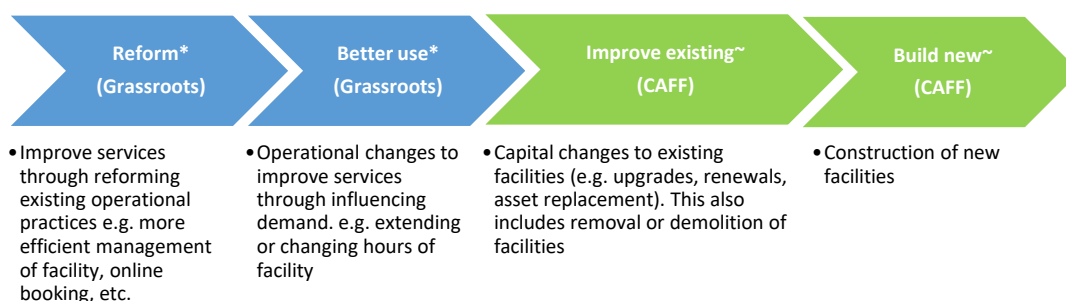 Reform*
(Grassroots)
Better use*
(Grassroots)
Improve existing~
(CAFF)
Build new~
(CAFF)
•Improve services
through reforming
existing operational
practices e.g. more
efficient management
of facility, online
booking, etc.
•Operational changes to
improve services
through influencing
demand. e.g. extending
or changing hours of
facility
•Capital changes to existing
facilities (e.g. upgrades, renewals,
asset replacement). This also
includes removal or demolition of
facilities
•Construction of new
facilities